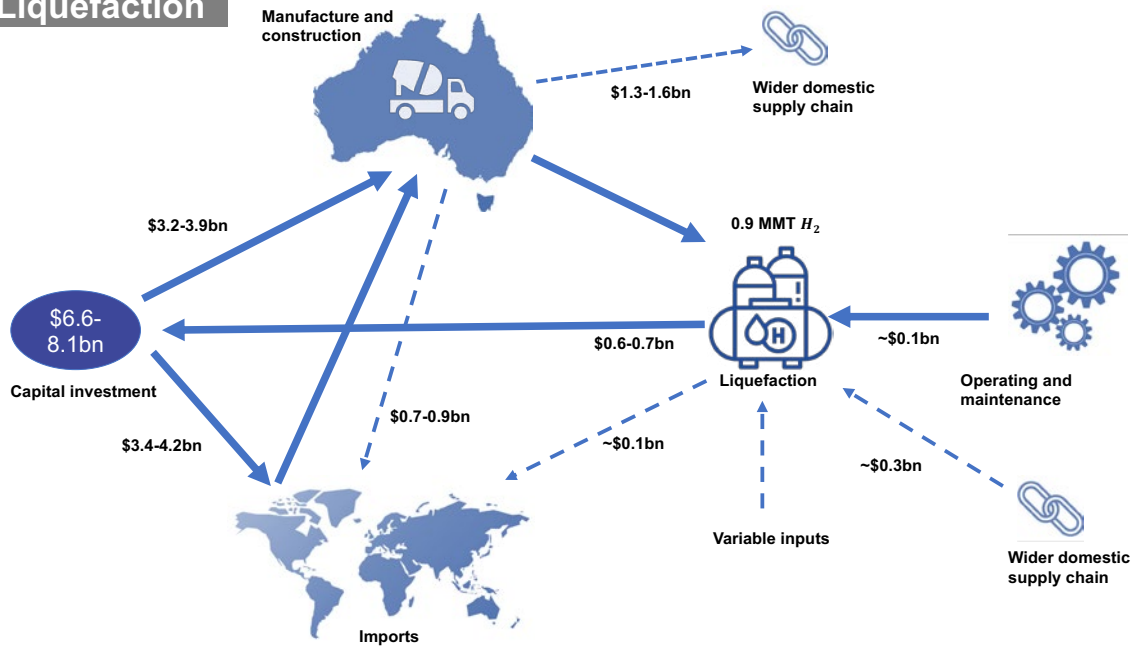 Liquefaction
Manufacture and
construction
$1.3-1.6bn
Wider domestic
supply chain
$3.2-3.9bn
0.9 MMT H₂
$6.6-
8.1bn
Capital investment
$0.6-0.7bn
H
Liquefaction
~$0.1bn
Operating and
maintenance
$3.4-4.2bn
$0.7-0.9bn
~$0.1bn
~$0.3bn
Variable inputs
Wider domestic
supply chain
Imports